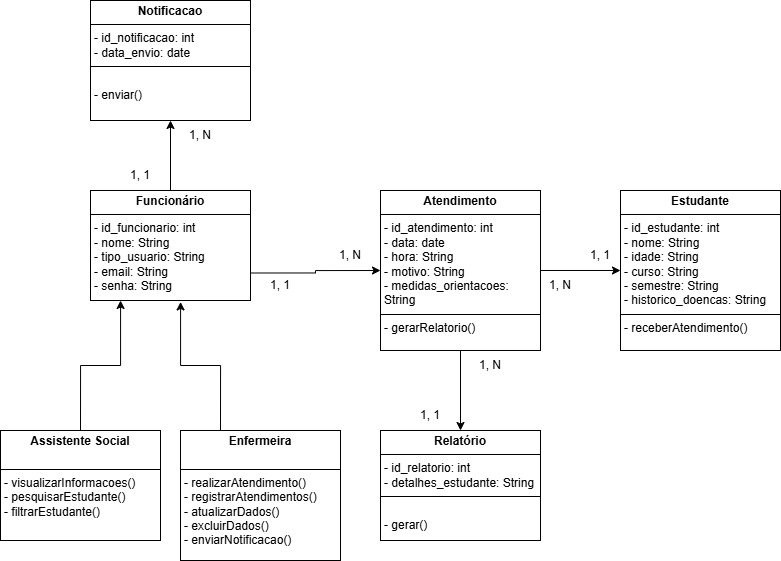 Notificacao
- id_notificacao: int
- data_envio: date
- enviar()
1, N
1, 1
Funcionário
- id_funcionario: int
- nome: String
- tipo_usuario: String
- email: String
- senha: String
1, 1
1, N
Atendimento
- id_atendimento: int
- data: date
- hora: String
- motivo: String
- medidas_orientacoes:
String
- gerarRelatorio()
1, N
1, 1
Estudante
- id_estudante: int
- nome: String
- idade: String
- curso: String
- semestre: String
- historico_doencas: String
- receberAtendimento()
1, N
1, 1
Assistente Social
- visualizarInformacoes()
- pesquisarEstudante()
- filtrarEstudante()
Enfermeira
- realizarAtendimento()
- registrarAtendimentos()
- atualizarDados()
- excluirDados()
- enviarNotificacao()
Relatório
- id_relatorio: int
- detalhes_estudante: String
- gerar()